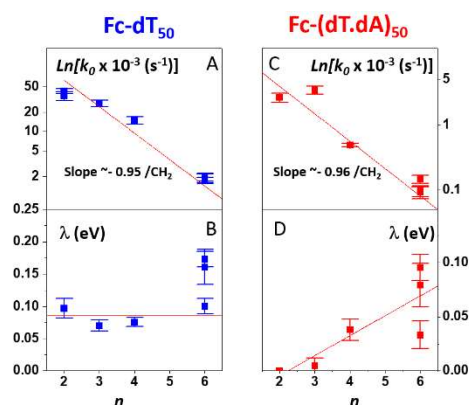 Fc-dT50
Fc-(dT.dA)50
Ln[k0 x 10-3 (s-1)]
A
50
20
10
5
2
0.25
Slope ~- 0.95 /CH2
C
Ln[k0 x 10-3 (s-1)]
5
1
0.1
Slope ~- 0.96 /CH2
λ (eV)
B
0.20
0.15
0.10
0.05
0.00
2 3 4 5 6
n
D
λ (eV)
0.10
0.05
0.00
2 3 4 5 6
n